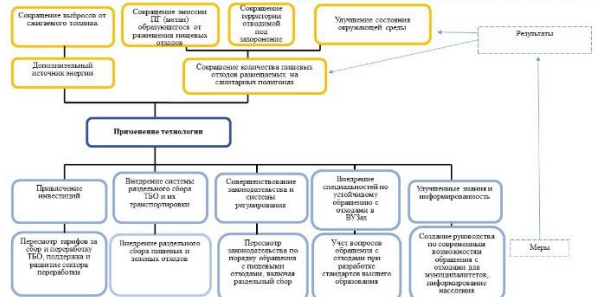 Сокращение выбросов от
сжигаемого топлива
Сокращение эмиссии
ПГ (метан)
образующегося от
размещения пищевых
отходов
Сокращение
территории
отводимой
под
захоронение
Улучшение состояния
окружающей среды
Результаты
Дополнительный
источник энергии
Сокращение количества пищевых
отходов размещаемых на
санитарных полигонах
Применение технологии
Привлечение
инвестиций
Внедрении системы
раздельного сбора
ТБО и их
транспортировки
Совершенствование
законодательства и
системы
регулирования
Внедрение
специальностей по
устойчивому
обращению с
отходами в
ВУЗах
Улучшенные знания и
информированность
Пересмотр тарифов за
сбор и переработку
ТБО, поддержка и
развитие сектора
переработки
Внедрение раздельного
сбора пищевых и
зеленых отходов
Пересмотр
законодательства по
порядку обращения
с пищевыми
отходами, включая
раздельный сбор
Учет вопросов
обращения с
отходами при
разработке
стандартов высшего
образования
Создание руководства
по современным
возможностям
обращения с
отходами для
муниципалитетов,
информирование
населения
Меры